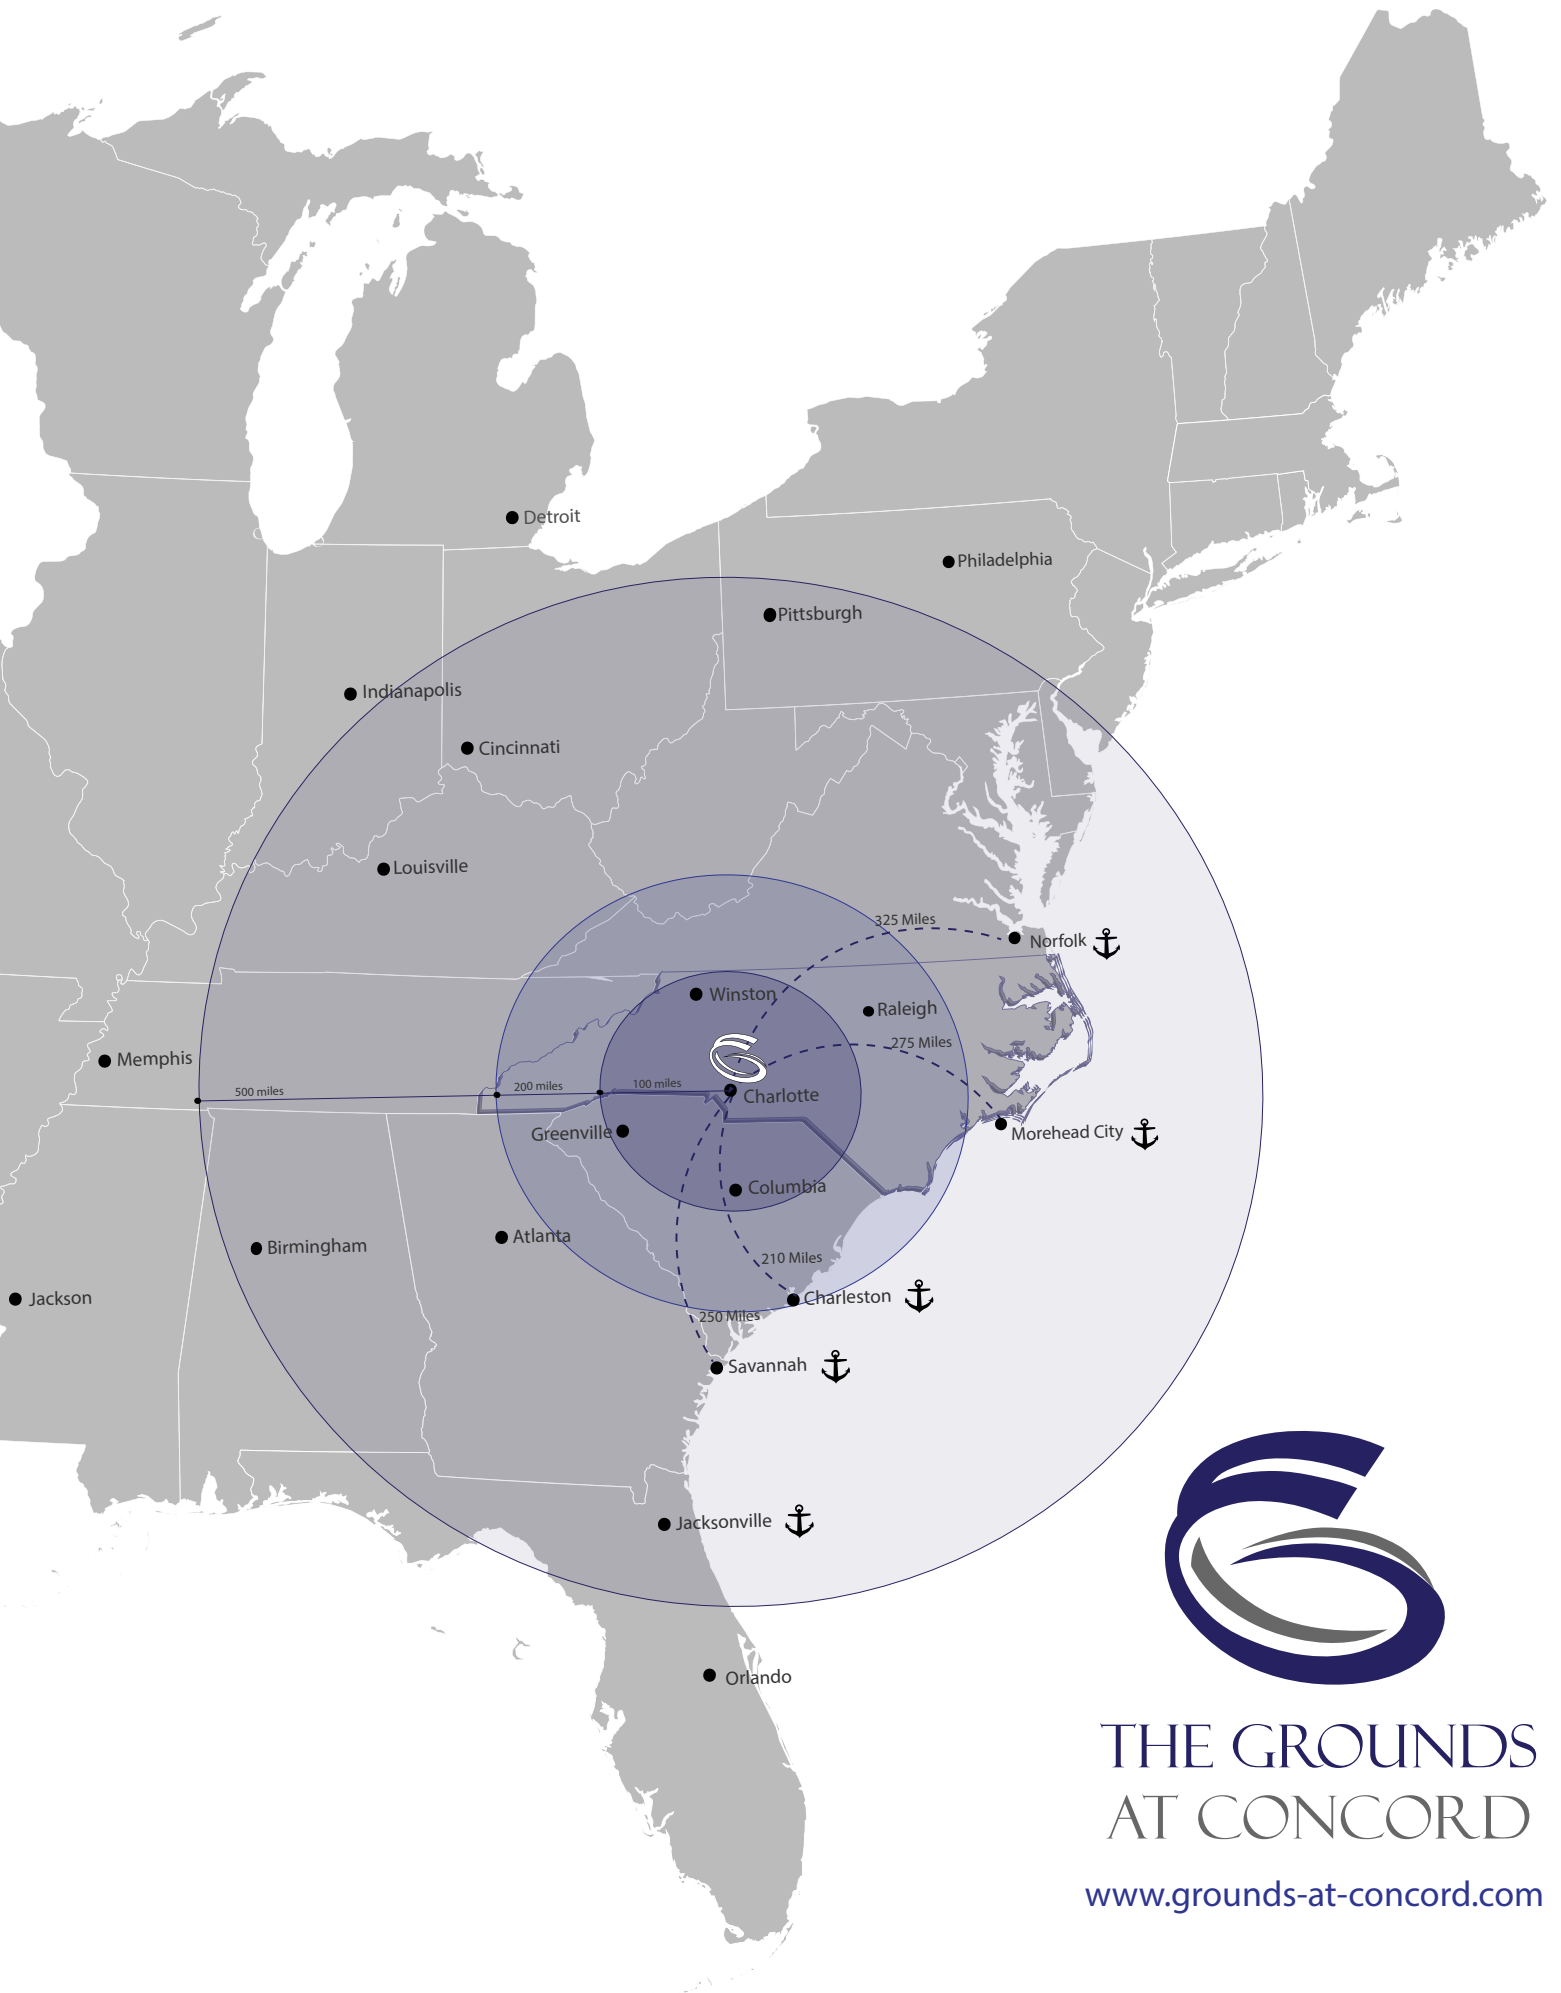 Detroit
Philadelphia
Pittsburgh
Indianapolis
Cincinnati
Louisville
325 Miles
Norfolk
Winston
Raleigh
275 Miles
Memphis
500 miles
200 miles
100 miles
Charlotte
Greenville
Morehead City
Columbia
Atlanta
Birmingham
210 Miles
Jackson
Charleston
250 Miles
Savannah
Jacksonville
Orlando
THE GROUNDS
AT CONCORD
www.grounds-at-concord.com